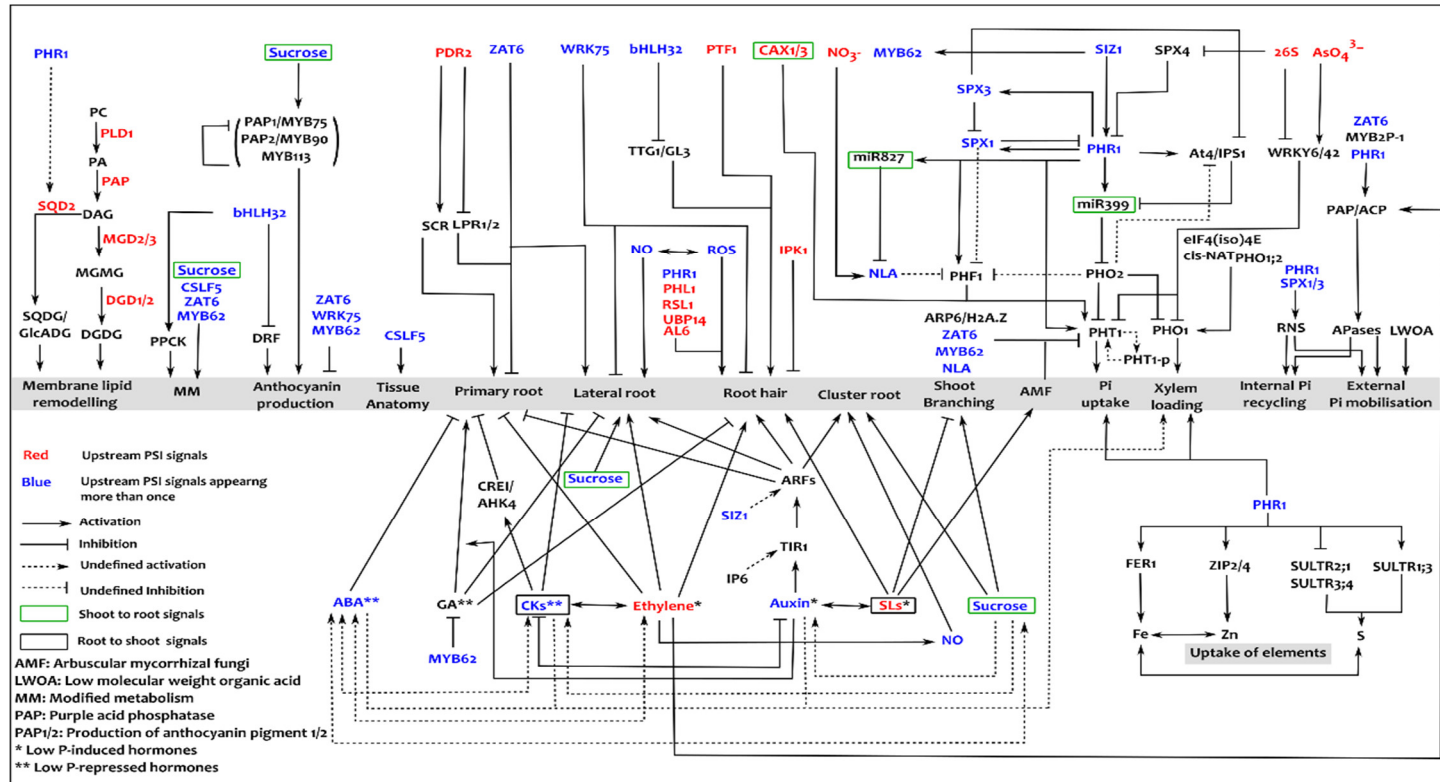 PHR1
Sucrose
PDR2
ZAT6
WRK75
bHLH32
PTF1
CAX1/3
NO3-
MYB62
SIZ1
SPX4
26S
AsO4 3–
PC
PLD1
PA
PAP
SQD2
DAG
MGD2/3
MGMG
DGD1/2
SQDG/
GlcADG
DGDG
PAP1/MYB75
PAP2/MYB90
MYB113
bHLH32
Sucrose
CSLF5
ZAT6
MYB62
PPCK
DRF
ZAT6
WRK75
MYB62
CSLF5
SCR
LPR1/2
TTG1/GL3
NO
ROS
PHR1
PHL1
RSL1
UBP14
AL6
IPK1
SPX3
SPX1
PHR1
miR827
At4/IPS1
miR399
WRKY6/42
ZAT6
MYB2P-1
PHR1
PAP/ACP
NLA
PHF1
PHO2
eIF4(iso)4E
cis-NATPHO1;2
PHR1
SPX1/3
ARP6/H2A.Z
ZAT6
MYB62
NLA
PHT1
PHT1-p
PHO1
RNS
APases
LWOA
Membrane lipid
remodelling
MM
Anthocyanin
production
Tissue
Anatomy
Primary root
Lateral root
Root hair
Cluster root
Shoot
Branching
AMF
Pi
uptake
Xylem
loading
Internal Pi
recycling
External
Pi mobilisation
Red Upstream PSI signals
Blue Upstream PSI signals appearng
more than once
Activation
Inhibition
Undefined activation
Undefined Inhibition
Shoot to root signals
Root to shoot signals
AMF: Arbuscular mycorrhizal fungi
LWOA: Low molecular weight organic acid
MM: Modified metabolism
PAP: Purple acid phosphatase
PAP1/2: Production of anthocyanin pigment 1/2
* Low P-induced hormones
** Low P-repressed hormones
CREI/
AHK4
Sucrose
ARFs
SIZ1
TIR1
IP6
ABA**
GA**
CKs**
Ethylene*
Auxin*
SLs*
Sucrose
MYB62
NO
PHR1
FER1
ZIP2/4
SULTR2;1
SULTR3;4
SULTR1;3
Fe
Zn
S
Uptake of elements